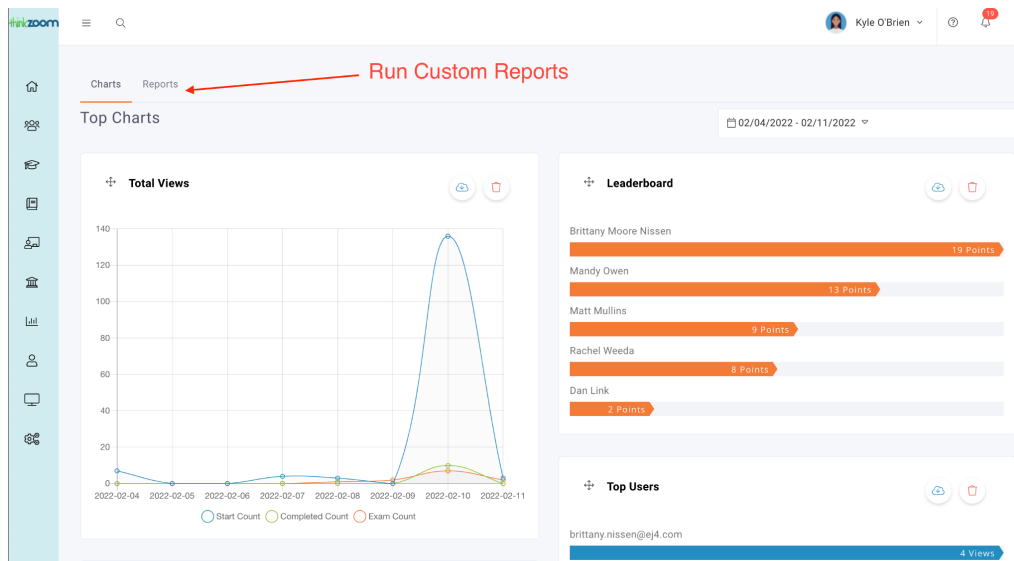 thinkzoom
Kyle O'Brien
19
Run Custom Reports
Charts
Reports
Top Charts
02/04/2022 - 02/11/2022
Total Views
140
120
100
80
60
40
20
0
2022-02-04 2022-02-05 2022-02-06 2022-02-07 2022-02-08 2022-02-09 2022-02-10 2022-02-11
Start Count Completed Count Exam Count
Leaderboard
Brittany Moore Nissen
19 Points
Mandy Owen
13 Points
Matt Mullins
9 Points
Rachel Weeda
8 Points
Dan Link
2 Points
Top Users
brittany.nissen@ej4.com
4 Views